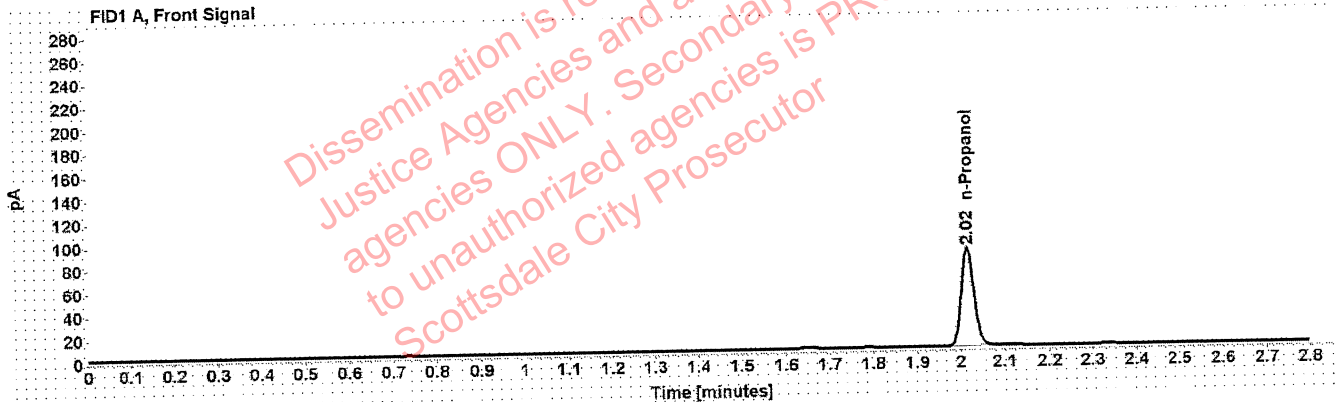 FID1 A, Front Signal
280
260
240
220
200
180
160
140
120
100
80
60
40
20
0
pA
2.02 n-Propanol
0 0.1 0.2 0.3 0.4 0.5 0.6 0.7 0.8 0.9 1 1.1 1.2 1.3 1.4 1.5 1.6 1.7 1.8 1.9 2 2.1 2.2 2.3 2.4 2.5 2.6 2.7 2.8
Time [minutes]
Dissemination is
Justice Agencies and
agencies ONLY. Secondary
to unauthorized agencies is
Scottsdale City Prosecutor